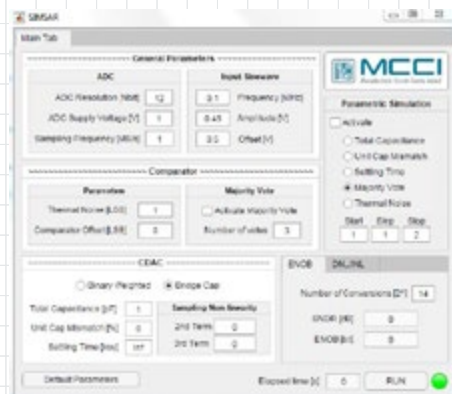 SIMSAR
Main Tab
General Parameters
ADC
ADC Resolution [Nbit] 12
ADC Supply Voltage [V] 1
Sampling Frequency [MS/s] 1
Input Sinewave
0.1 Frequency [MHz]
0.45 Amplitude [V]
0.5 Offset [V]
Comparator
Parameters
Thermal Noise [LSB] 1
Comparator Offset [LSB] 0
Majority Vote
Activate Majority Vote
Number of votes 3
CDAC
Binary Weighted Bridge Cap
Total Capacitance [pF] 1
Unit Cap Mismatch [%] 0
Settling Time [nos] inf
Sampling Non linearity
2nd Term 0
3rd Term 0
MCCI
Parametric Simulation
Activate
Total Capacitance
Unit Cap Mismatch
Settling Time
Majority Vote
Thermal Noise
Start Step Stop
1 1 2
ENOB DNL/INL
Number of Conversions [2^] 14
0
ENOB [bit] 0
Default Parameters
Elapsed time [s] 0 RUN